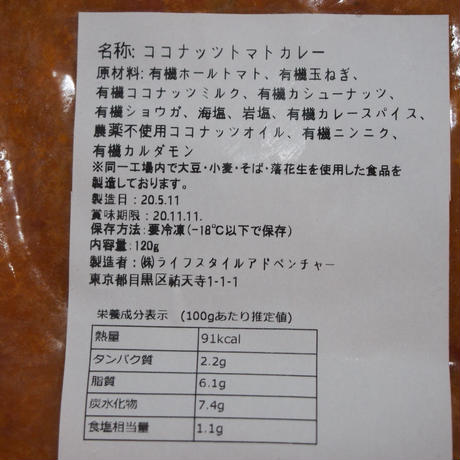 名称: ココナッツトマトカレー
原材料: 有機ホールトマト、有機玉ねぎ、
有機ココナッツミルク、有機カシューナッツ、
有機ショウガ、海塩、岩塩、有機カレースパイス、
農薬不使用ココナッツオイル、有機ニンニク、
有機カルダモン
※同一工場内で大豆・小麦・そば・落花生を使用した食品を
製造しております。
製造日：20.5.11
賞味期限：20.11.11.
保存方法：要冷凍(-18℃以下で保存)
内容量：120g
製造者：㈱ライフスタイルアドベンチャー
東京都目黒区祐天寺1-1-1
栄養成分表示 (100gあたり推定値)
熱量 91kcal
タンパク質 2.2g
脂質 6.1g
炭水化物 7.4g
食塩相当量 1.1g